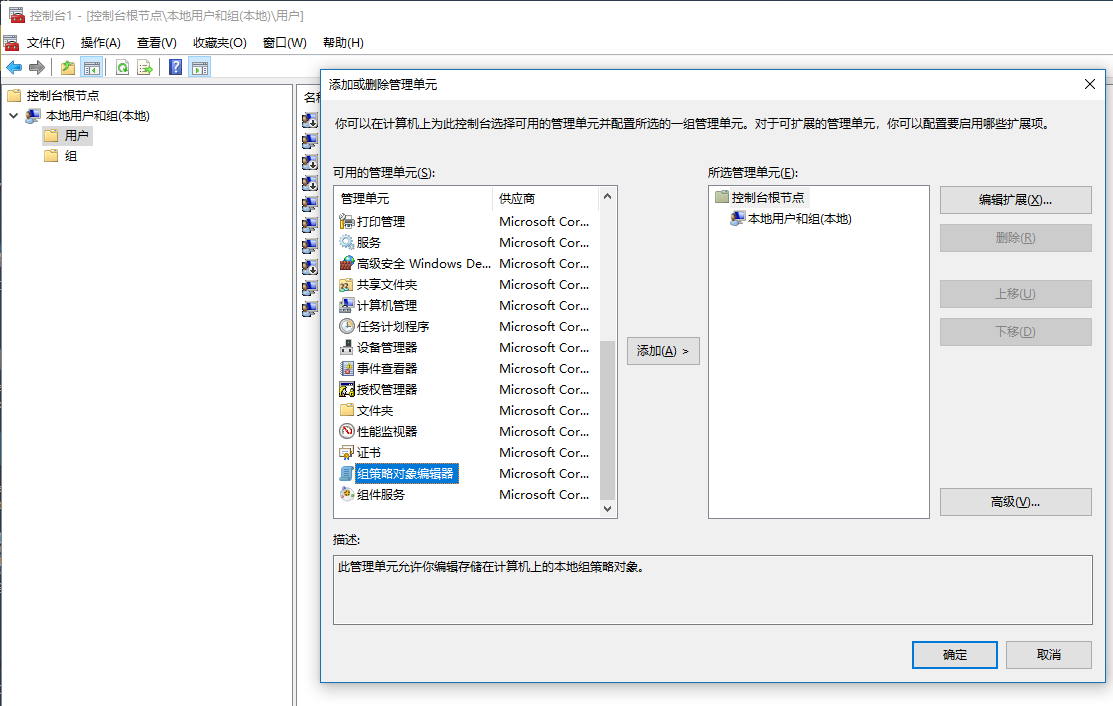 控制台1 - [控制台根节点\本地用户和组(本地)\用户]
文件(F) 操作(A) 查看(V) 收藏夹(O) 窗口(W) 帮助(H)
控制台根节点
本地用户和组(本地)
用户
组
添加或删除管理单元
你可以在计算机上为此控制台选择可用的管理单元并配置所选的一组管理单元。对于可扩展的管理单元，你可以配置要启用哪些扩展项。
可用的管理单元(S):
管理单元 供应商
打印管理 Microsoft Cor...
服务 Microsoft Cor...
高级安全 Windows De... Microsoft Cor...
共享文件夹 Microsoft Cor...
计算机管理 Microsoft Cor...
任务计划程序 Microsoft Cor...
设备管理器 Microsoft Cor...
事件查看器 Microsoft Cor...
授权管理器 Microsoft Cor...
文件夹 Microsoft Cor...
性能监视器 Microsoft Cor...
证书 Microsoft Cor...
组策略对象编辑器 Microsoft Cor...
组件服务 Microsoft Cor...
添加(A) >
所选管理单元(E):
控制台根节点
本地用户和组(本地)
编辑扩展(X)...
删除(R)
上移(U)
下移(D)
高级(V)...
描述:
此管理单元允许你编辑存储在计算机上的本地组策略对象。
确定 取消